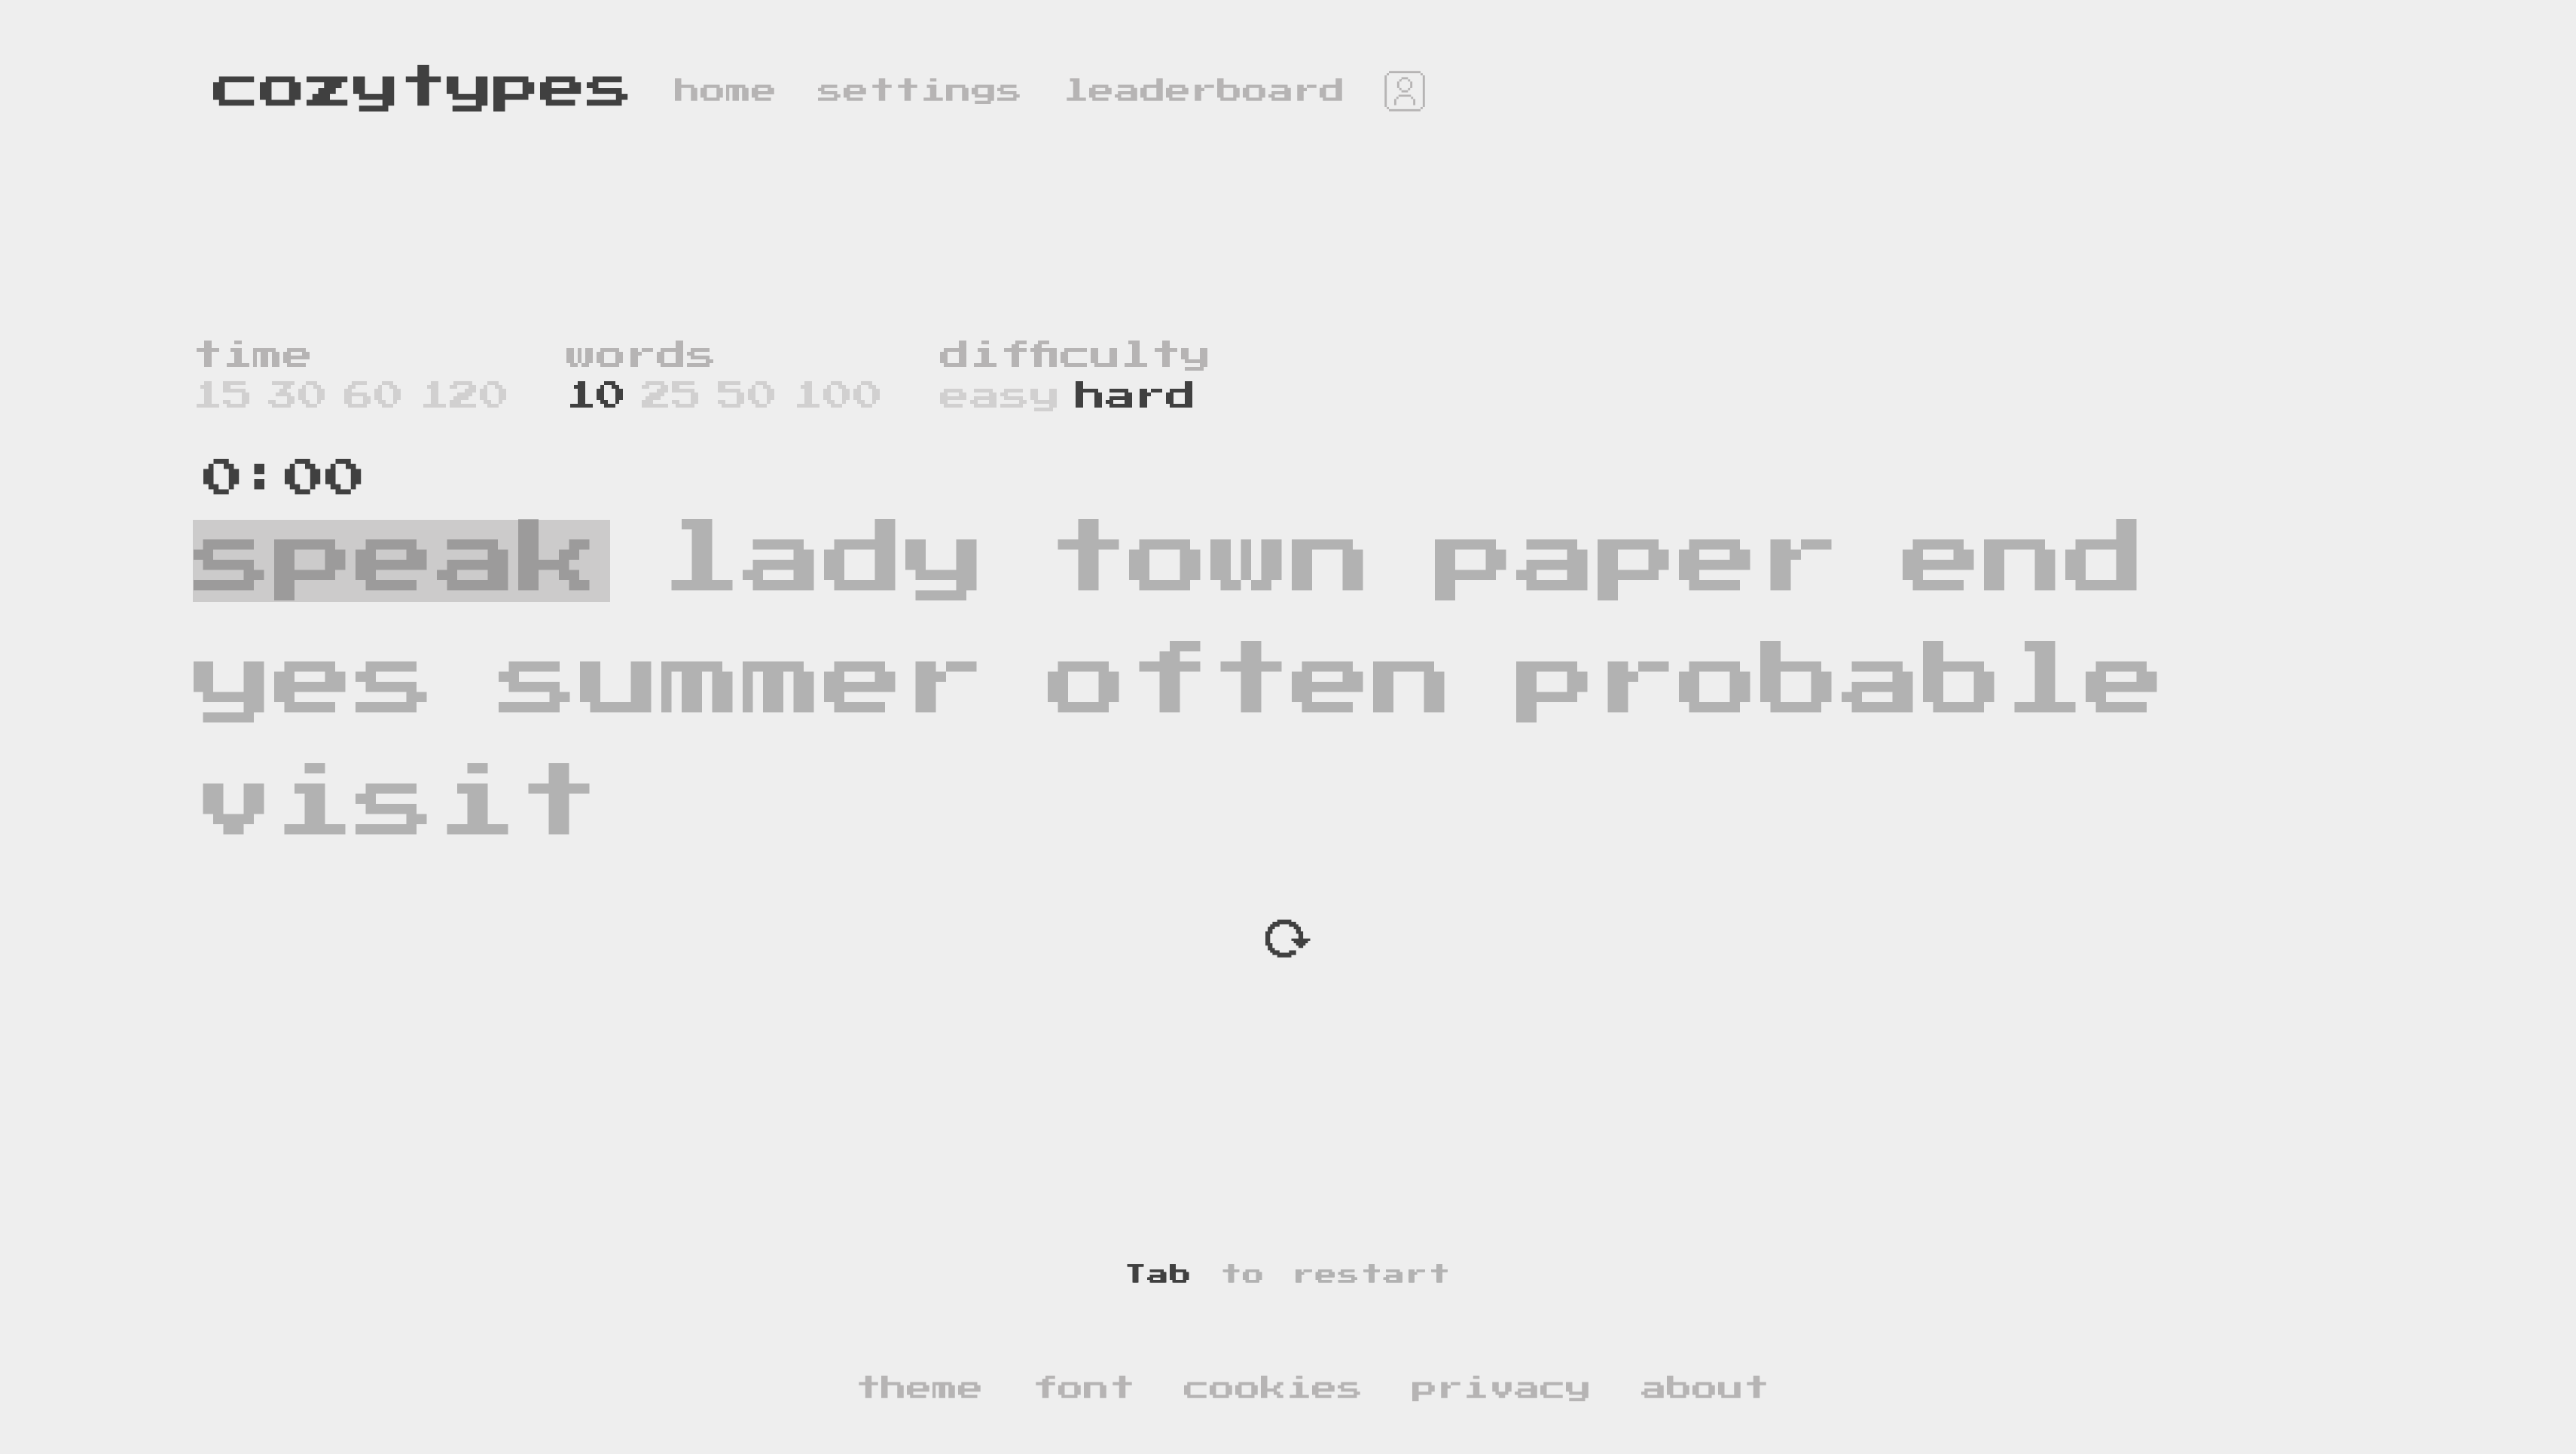 cozytypes home settings leaderboard
time words difficulty
15 30 60 120 10 25 50 100 easy hard
0:00
speak lady town paper end
yes summer often probable
visit
Tab to restart
theme font cookies privacy about